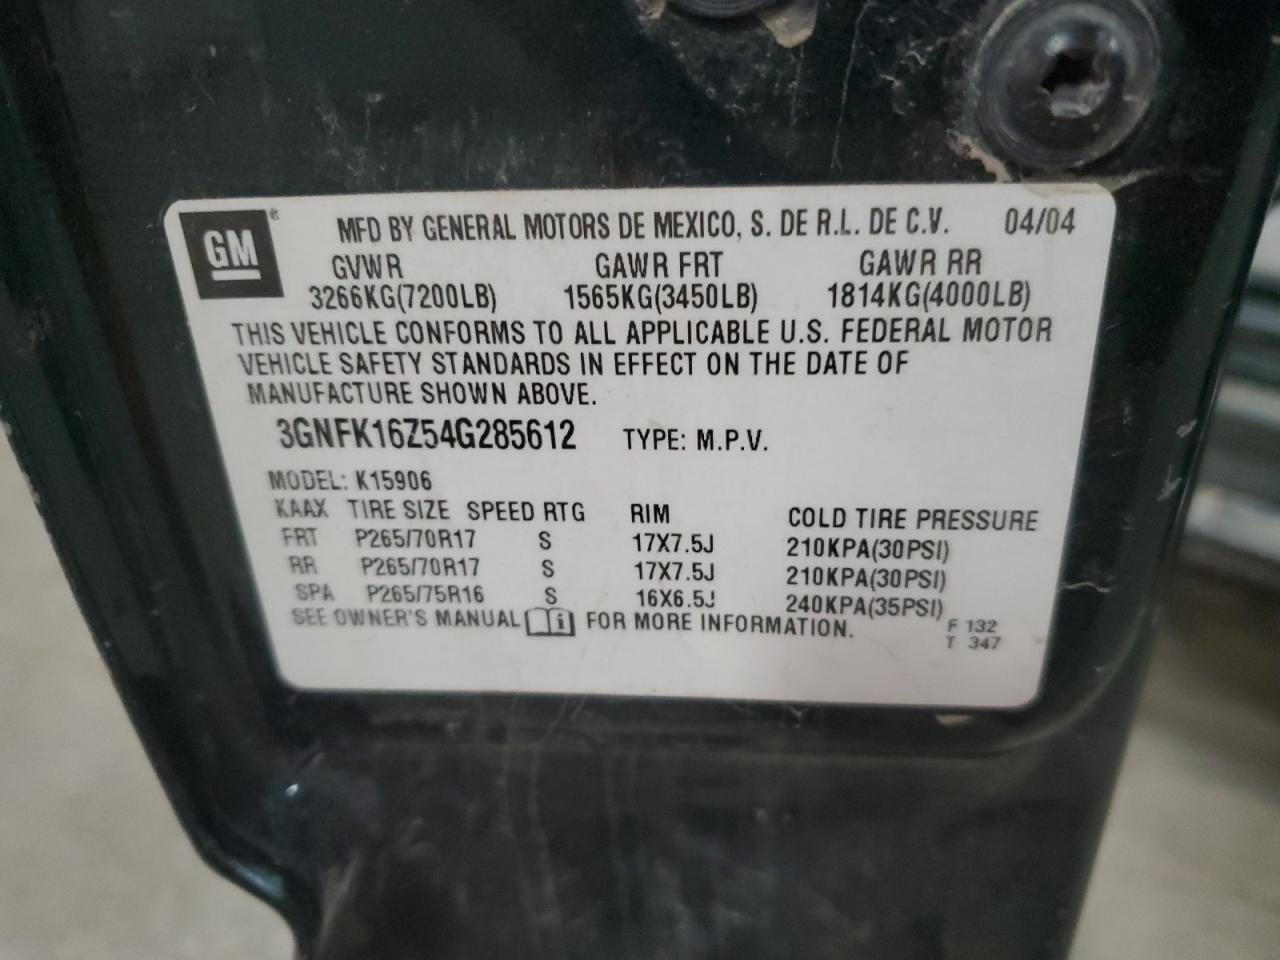 GM ® MFD BY GENERAL MOTORS DE MEXICO, S. DE R.L. DE C.V. 04/04
GVWR GAWR FRT GAWR RR
3266KG(7200LB) 1565KG(3450LB) 1814KG(4000LB)
THIS VEHICLE CONFORMS TO ALL APPLICABLE U.S. FEDERAL MOTOR
VEHICLE SAFETY STANDARDS IN EFFECT ON THE DATE OF
MANUFACTURE SHOWN ABOVE.
3GNFK16Z54G285612 TYPE: M.P.V.
MODEL: K15906
KAAX TIRE SIZE SPEED RTG RIM COLD TIRE PRESSURE
FRT P265/70R17 S 17X7.5J 210KPA(30PSI)
RR P265/70R17 S 17X7.5J 210KPA(30PSI)
SPA P265/75R16 S 16X6.5J 240KPA(35PSI)
SEE OWNER'S MANUAL i FOR MORE INFORMATION. F 132
T 347